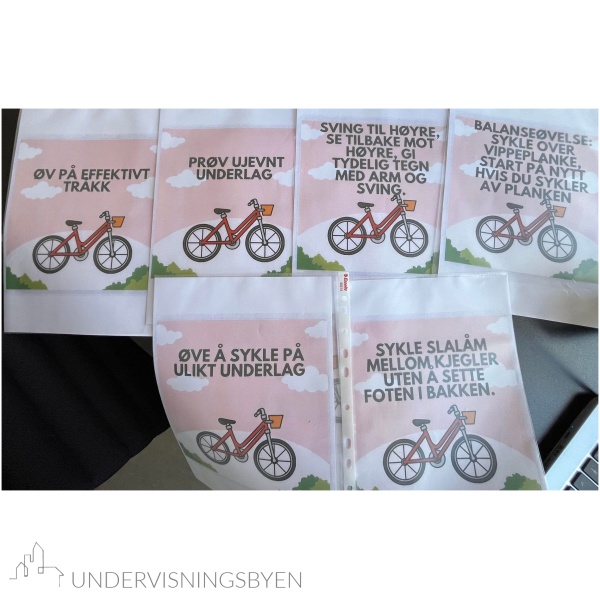 ØV PÅ EFFEKTIVT
TRÅKK
PRØV UJEVNT
UNDERLAG
SVING TIL HØYRE,
SE TILBAKE MOT
HØYRE, GI
TYDELIG TEGN
MED ARM OG
SVING.
BALANSEØVELSE:
SYKLE OVER
VIPPEPLANKE,
START PÅ NYTT
HVIS DU SYKLER
AV PLANKEN
ØVE Å SYKLE PÅ
ULIKT UNDERLAG
SYKLE SLALÅM
MELLOM KJEGLER
UTEN Å SETTE
FOTEN I BAKKEN.
UNDERVISNINGSBYEN